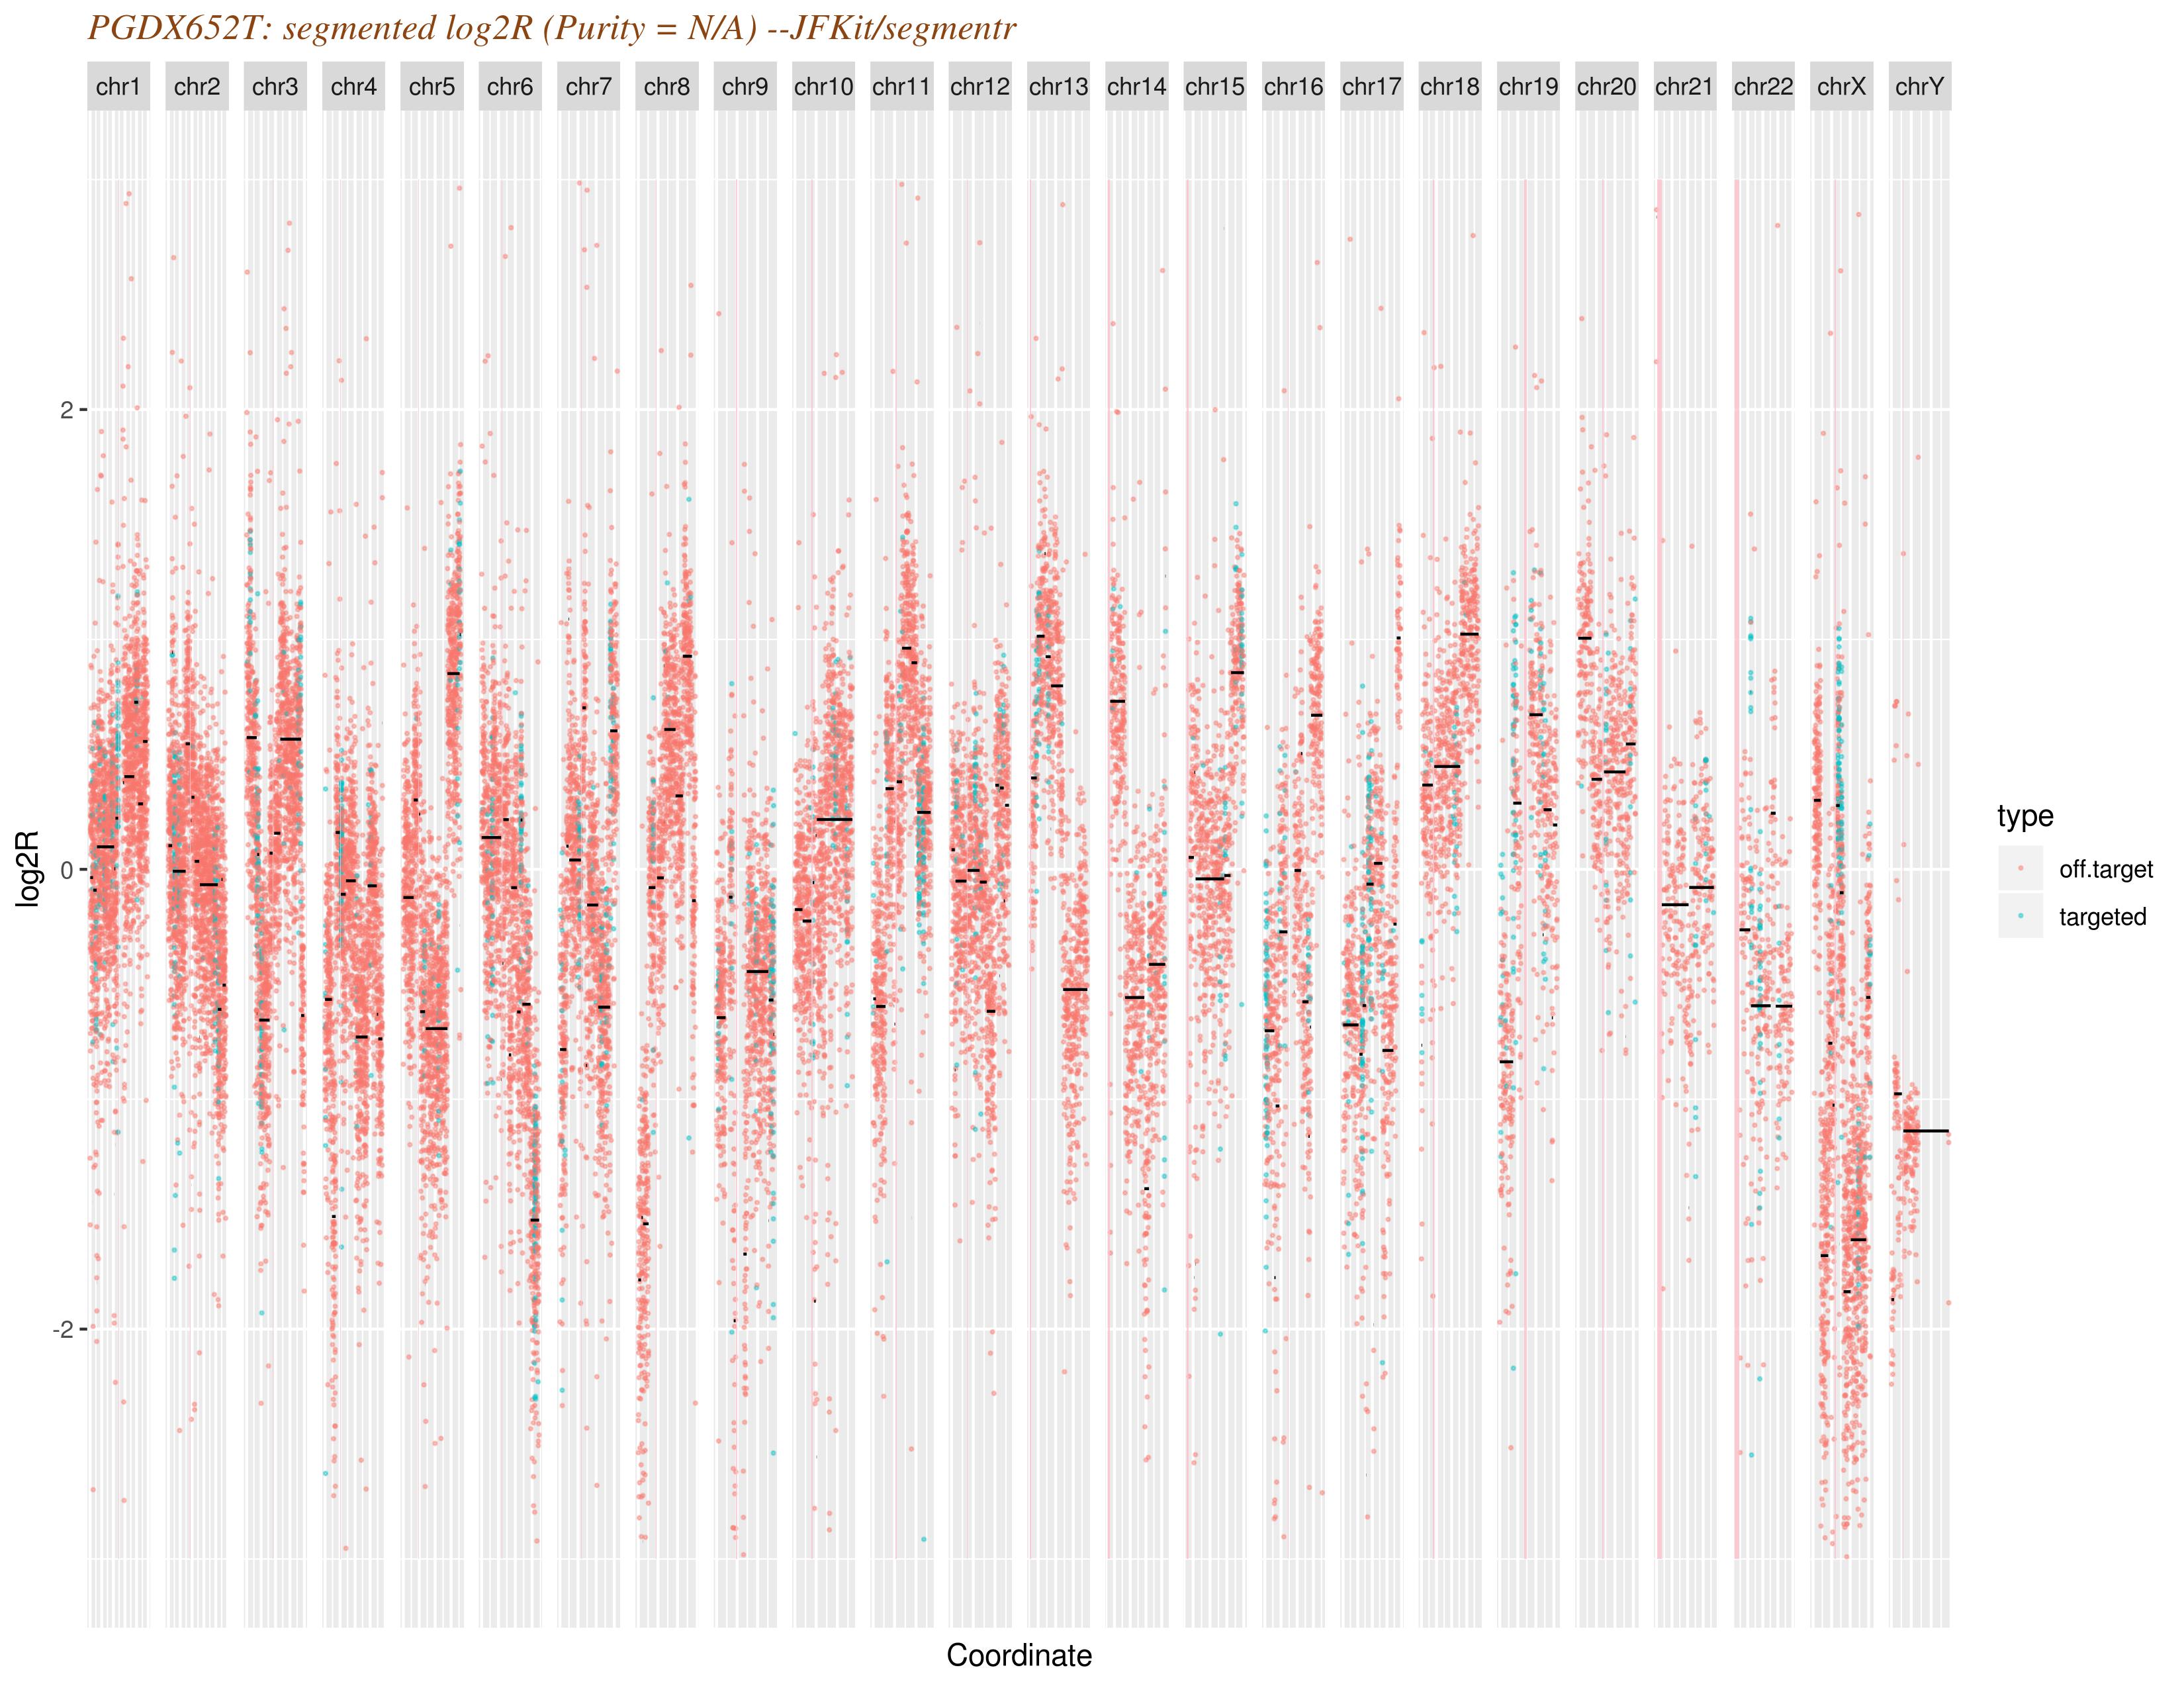 PGDX652T: segmented log2R (Purity = N/A) --JFKit/segmentr
chr1 chr2 chr3 chr4 chr5 chr6 chr7 chr8 chr9 chr10 chr11 chr12 chr13 chr14 chr15 chr16 chr17 chr18 chr19 chr20 chr21 chr22 chrX chrY
2
0
-2
log2R
Coordinate
type
off.target
targeted